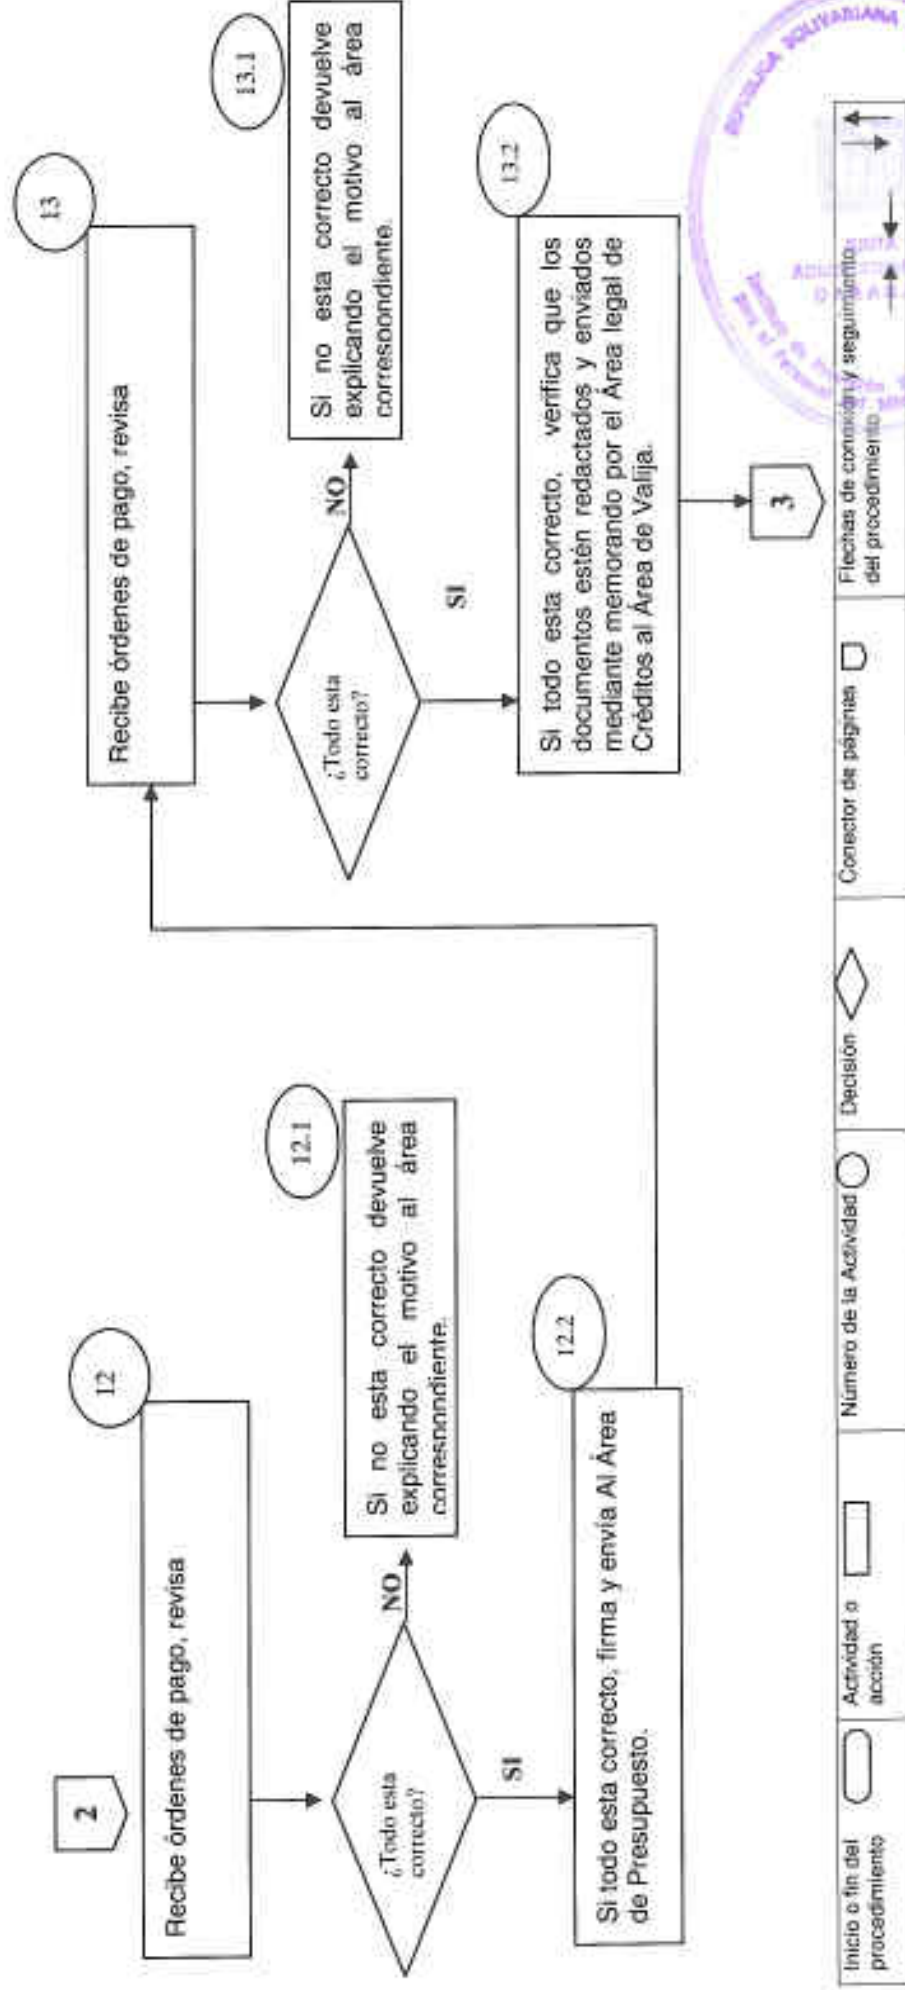 2
12
Recibe órdenes de pago, revisa
¿Todo esta
correcto?
NO
SI
12.1
Si no esta correcto devuelve
explicando el motivo al área
correspondiente.
12.2
Si todo esta correcto, firma y envía Al Área
de Presupuesto.
13
Recibe órdenes de pago, revisa
¿Todo esta
correcto?
NO
SI
13.1
Si no esta correcto devuelve
explicando el motivo al área
correspondiente.
13.2
Si todo esta correcto, verifica que los
documentos estén redactados y enviados
mediante memorando por el Área legal de
Créditos al Área de Valija.
3
Inicio o fin del
procedimiento
Actividad o
acción
Número de la Actividad
Decisión
Conector de páginas
Flechas de conexión y seguimiento
del procedimiento
REPUBLICA BOLIVARIANA